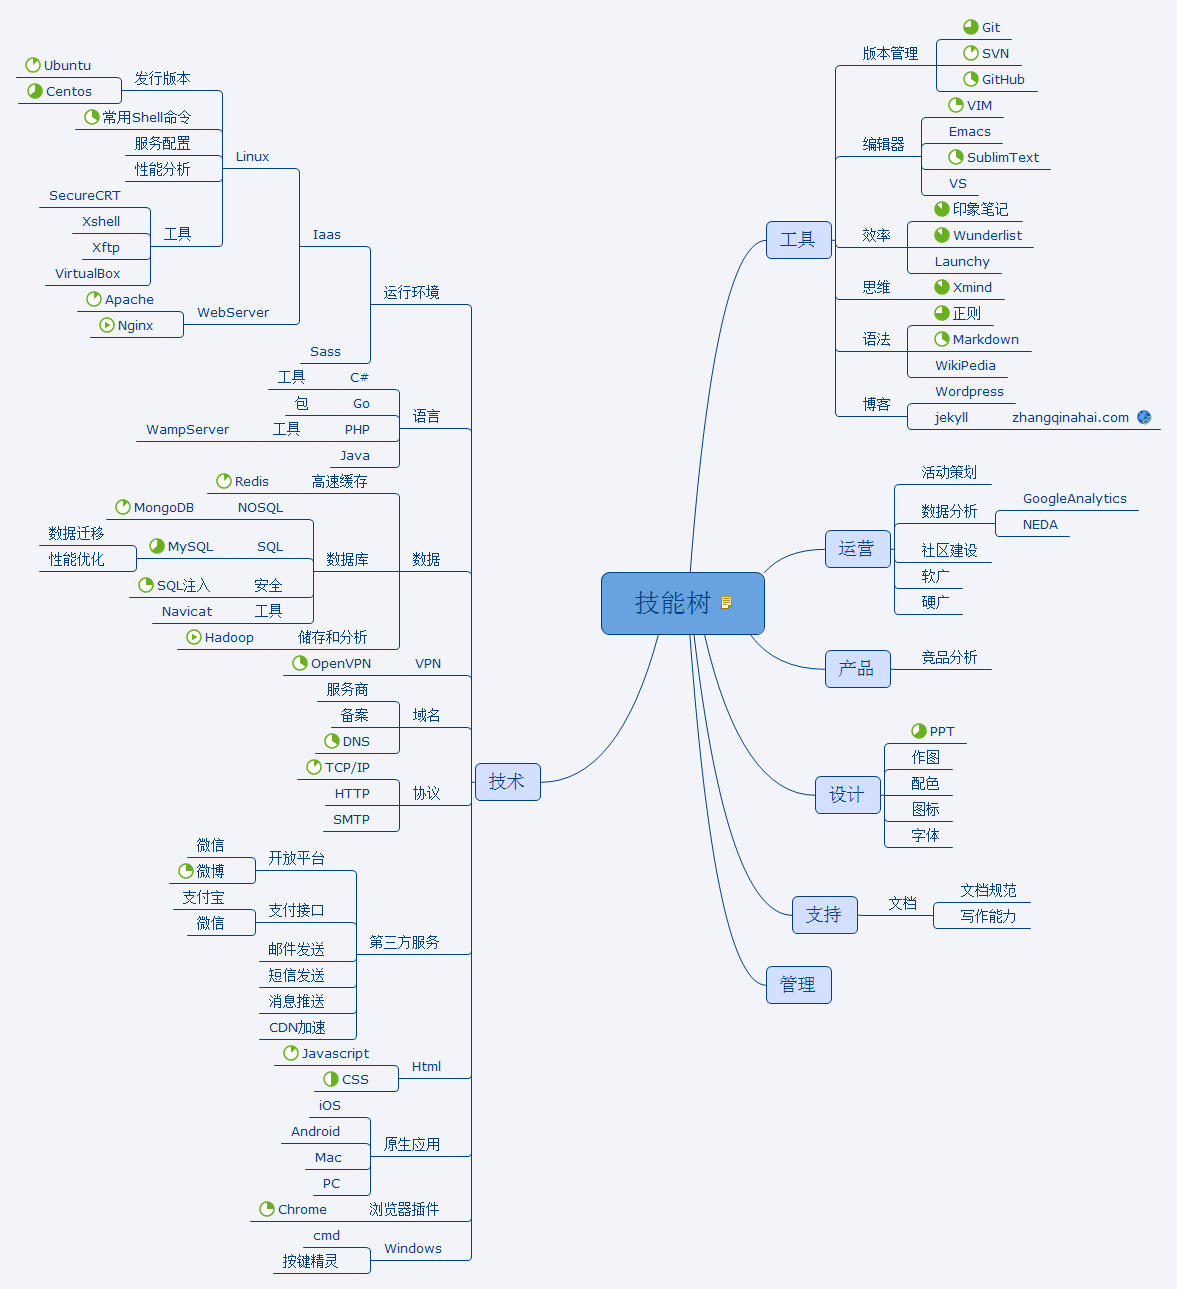 技能树
工具
版本管理
Git
SVN
GitHub
编辑器
VIM
Emacs
SublimText
VS
效率
印象笔记
Wunderlist
Launchy
思维
Xmind
语法
正则
Markdown
WikiPedia
博客
Wordpress
jekyll
zhangqinahai.com
运营
活动策划
数据分析
GoogleAnalytics
NEDA
社区建设
软广
硬广
产品
竞品分析
设计
PPT
作图
配色
图标
字体
支持
文档
文档规范
写作能力
管理
技术
运行环境
Iaas
Linux
发行版本
Ubuntu
Centos
常用Shell命令
服务配置
性能分析
工具
SecureCRT
Xshell
Xftp
VirtualBox
WebServer
Apache
Nginx
Sass
语言
C#
工具
Go
包
PHP
工具
WampServer
Java
数据
高速缓存
Redis
数据库
NOSQL
MongoDB
SQL
MySQL
数据迁移
性能优化
安全
SQL注入
工具
Navicat
储存和分析
Hadoop
VPN
OpenVPN
域名
服务商
备案
DNS
协议
TCP/IP
HTTP
SMTP
第三方服务
开放平台
微信
微博
支付接口
支付宝
微信
邮件发送
短信发送
消息推送
CDN加速
Html
Javascript
CSS
原生应用
iOS
Android
Mac
PC
浏览器插件
Chrome
Windows
cmd
按键精灵